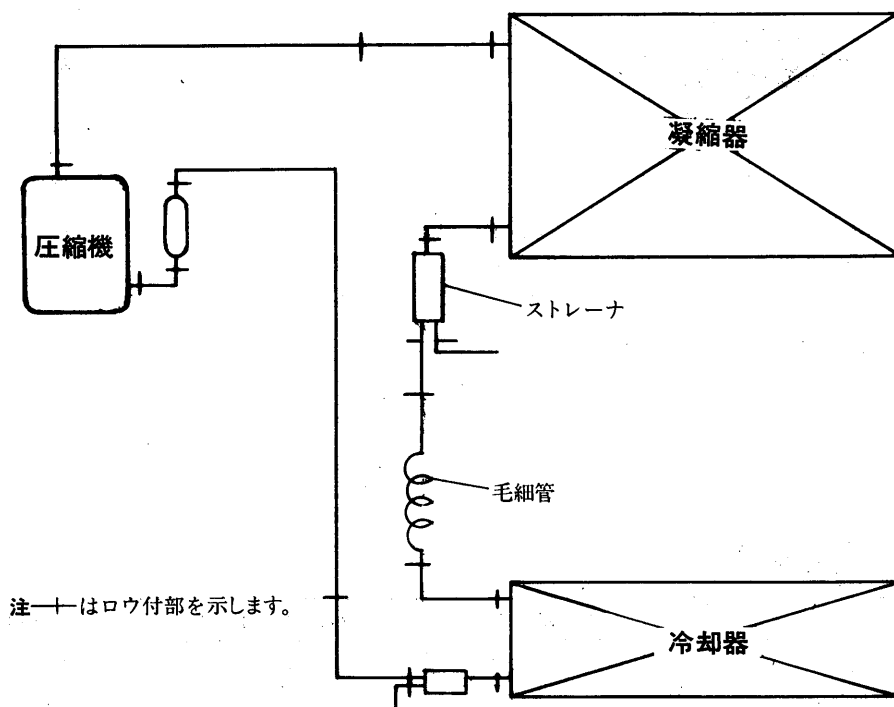 凝縮器
圧縮機
ストレーナ
毛細管
注─┼─はロウ付部を示します。
冷却器